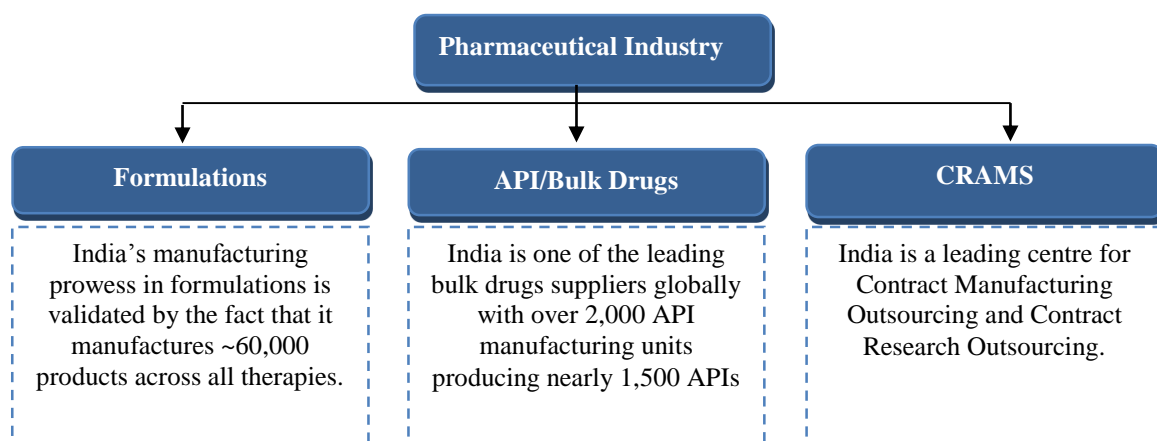 Pharmaceutical Industry
Formulations
India’s manufacturing
prowess in formulations is
validated by the fact that it
manufactures ~60,000
products across all therapies.
API/Bulk Drugs
India is one of the leading
bulk drugs suppliers globally
with over 2,000 API
manufacturing units
producing nearly 1,500 APIs
CRAMS
India is a leading centre for
Contract Manufacturing
Outsourcing and Contract
Research Outsourcing.